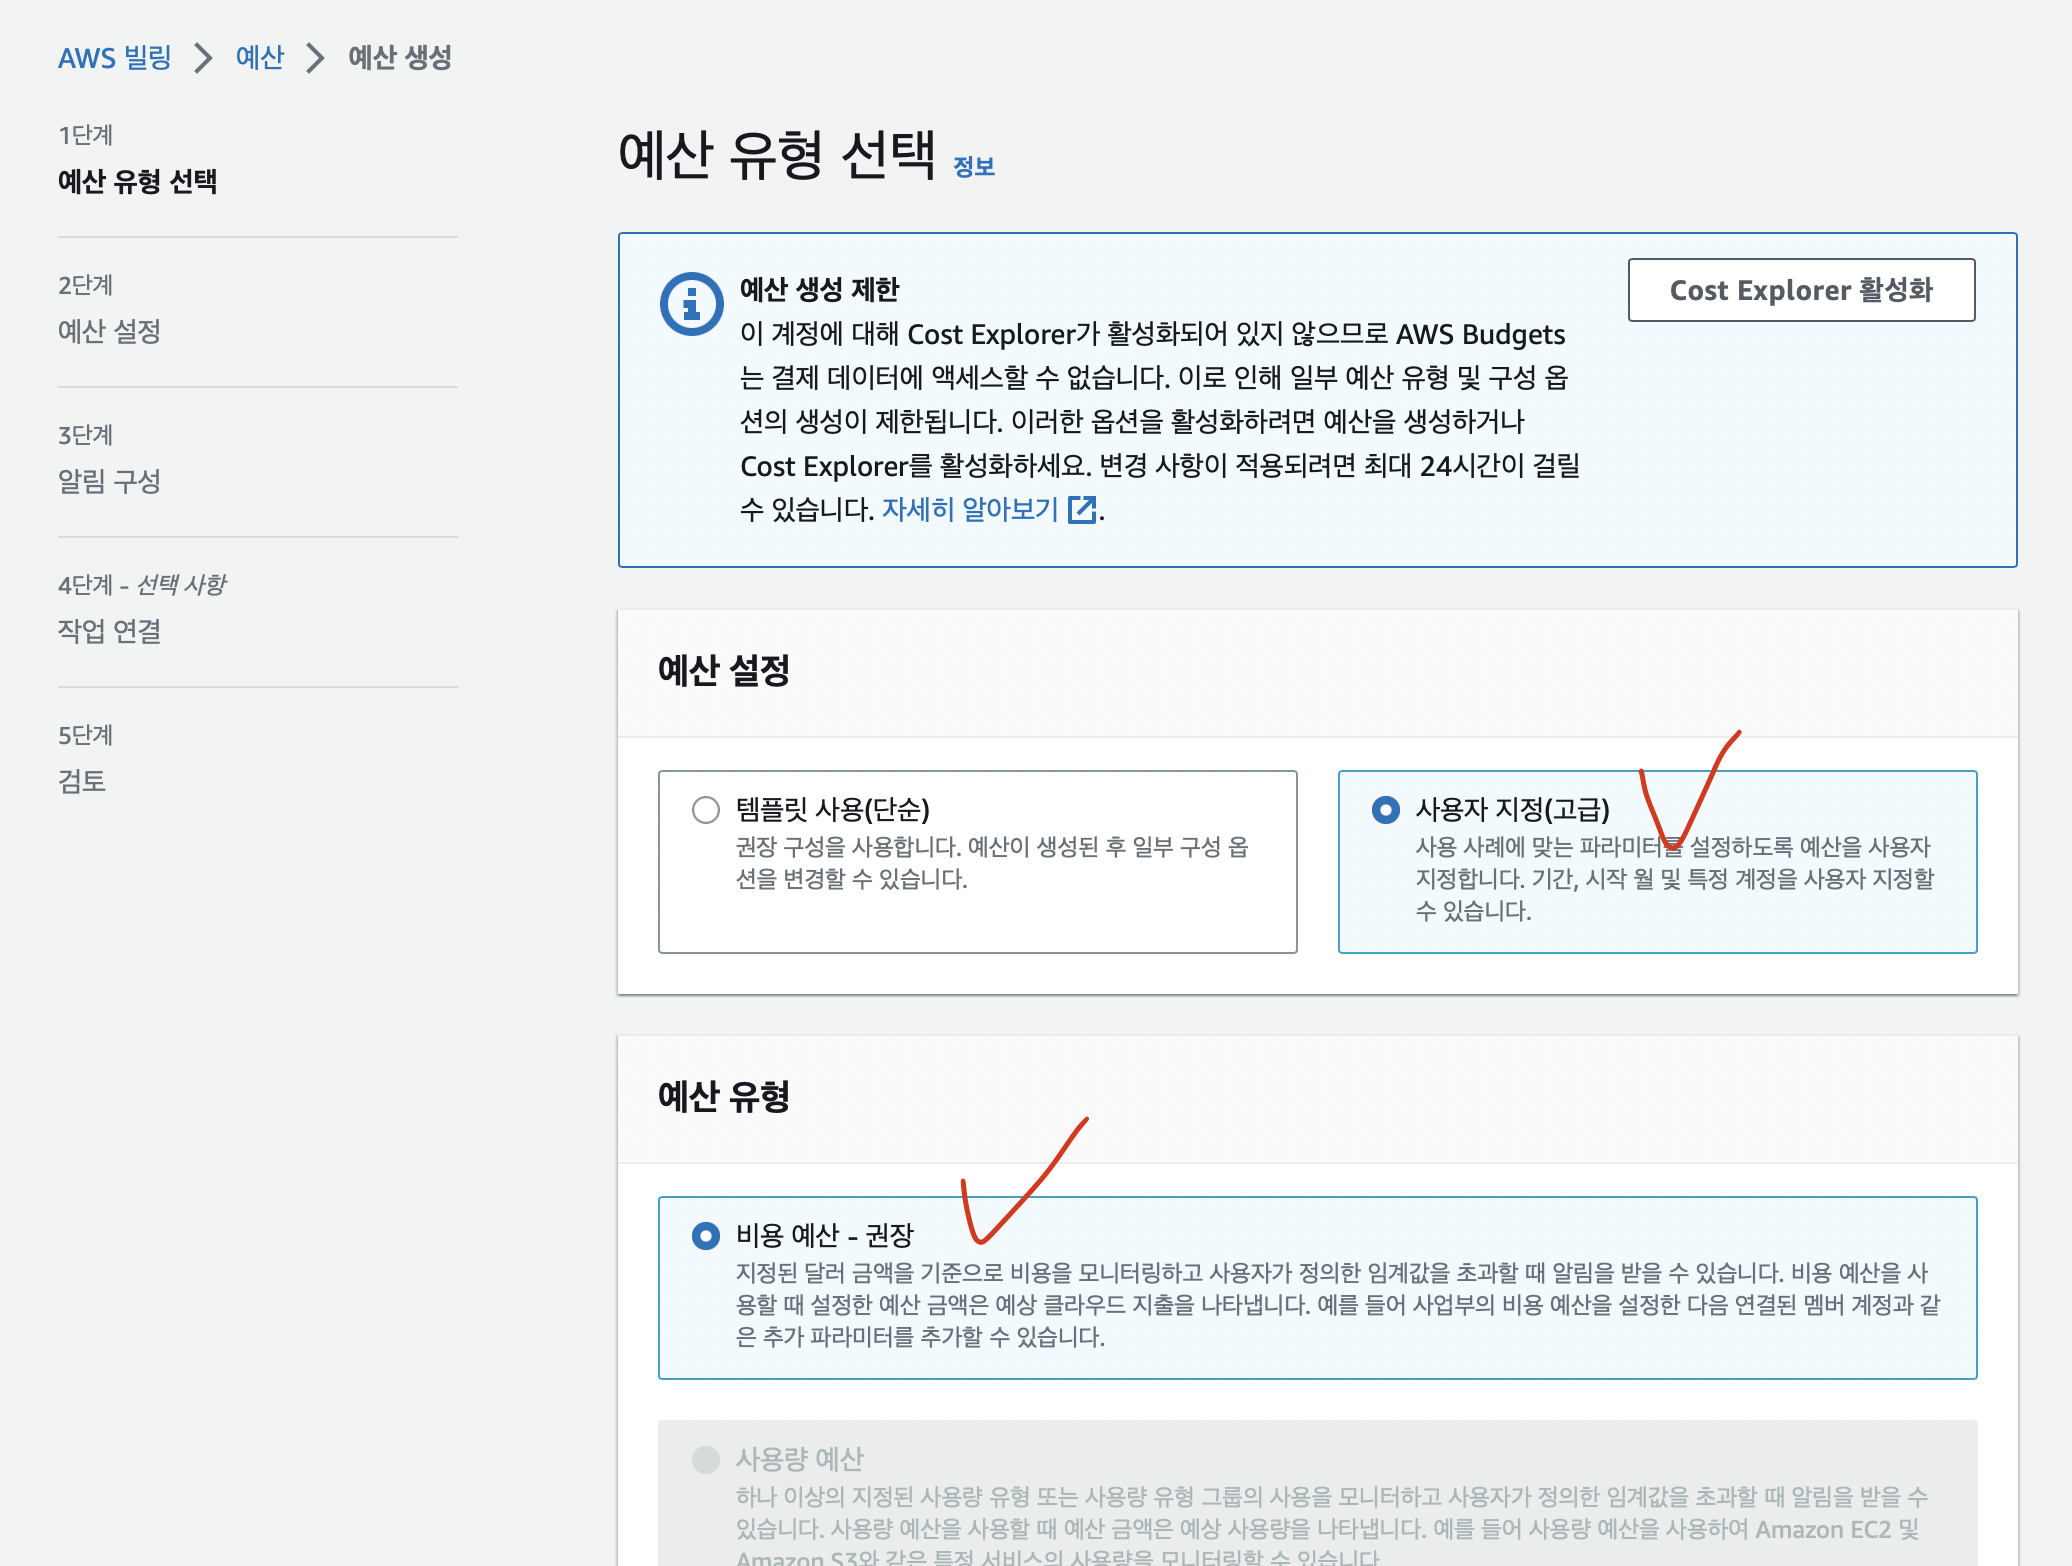 AWS 빌링 > 예산 > 예산 생성
1단계
예산 유형 선택
2단계
예산 설정
3단계
알림 구성
4단계 - 선택 사항
작업 연결
5단계
검토
예산 유형 선택 정보
예산 생성 제한
이 계정에 대해 Cost Explorer가 활성화되어 있지 않으므로 AWS Budgets
는 결제 데이터에 액세스할 수 없습니다. 이로 인해 일부 예산 유형 및 구성 옵
션의 생성이 제한됩니다. 이러한 옵션을 활성화하려면 예산을 생성하거나
Cost Explorer를 활성화하세요. 변경 사항이 적용되려면 최대 24시간이 걸릴
수 있습니다. 자세히 알아보기.
Cost Explorer 활성화
예산 설정
템플릿 사용(단순)
권장 구성을 사용합니다. 예산이 생성된 후 일부 구성 옵
션을 변경할 수 있습니다.
사용자 지정(고급)
사용 사례에 맞는 파라미터를 설정하도록 예산을 사용자
지정합니다. 기간, 시작 월 및 특정 계정을 사용자 지정할
수 있습니다.
예산 유형
비용 예산 - 권장
지정된 달러 금액을 기준으로 비용을 모니터링하고 사용자가 정의한 임계값을 초과할 때 알림을 받을 수 있습니다. 비용 예산을 사
용할 때 설정한 예산 금액은 예상 클라우드 지출을 나타냅니다. 예를 들어 사업부의 비용 예산을 설정한 다음 연결된 멤버 계정과 같
은 추가 파라미터를 추가할 수 있습니다.
사용량 예산
하나 이상의 지정된 사용량 유형 또는 사용량 유형 그룹의 사용을 모니터하고 사용자가 정의한 임계값을 초과할 때 알림을 받을 수
있습니다. 사용량 예산을 사용할 때 예산 금액은 예상 사용량을 나타냅니다. 예를 들어 사용량 예산을 사용하여 Amazon EC2 및
Amazon S3와 같은 특정 서비스의 사용량을 모니터링할 수 있습니다.